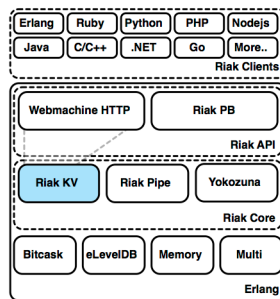 Erlang Ruby Python PHP Nodejs
Java C/C++ .NET Go More..
Riak Clients
Webmachine HTTP Riak PB
Riak API
Riak KV Riak Pipe Yokozuna
Riak Core
Bitcask eLevelDB Memory Multi
Erlang